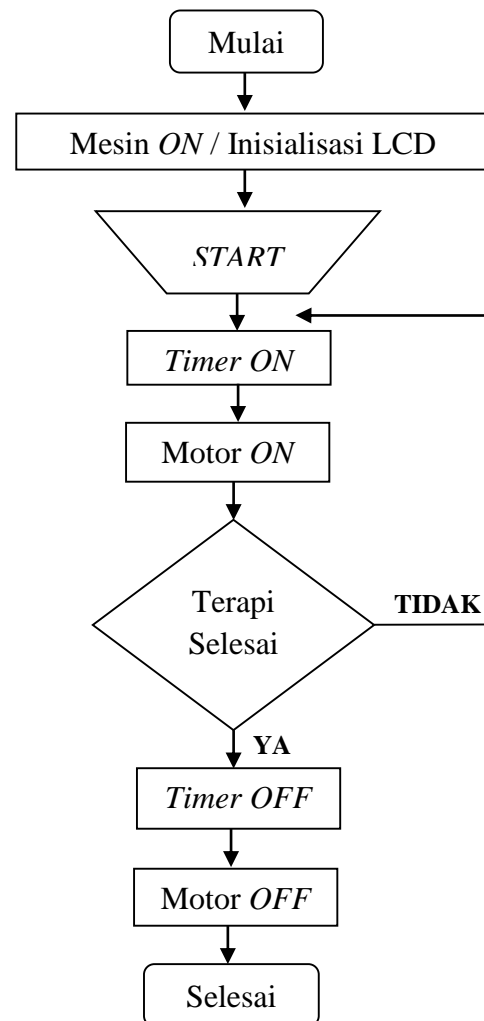 Mulai
Mesin ON / Inisialisasi LCD
START
Timer ON
Motor ON
Terapi
Selesai
TIDAK
YA
Timer OFF
Motor OFF
Selesai